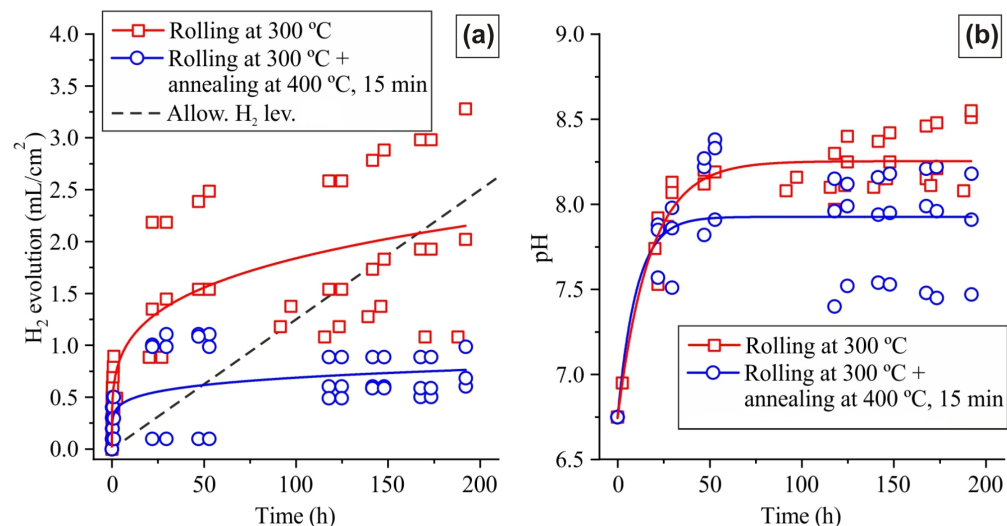 (a)
Rolling at 300 ºC
Rolling at 300 ºC +
annealing at 400 ºC, 15 min
Allow. H₂ lev.
H₂ evolution (mL/cm²)
4.0
3.5
3.0
2.5
2.0
1.5
1.0
0.5
0.0
0 50 100 150 200
Time (h)
(b)
pH
9.0
8.5
8.0
7.5
7.0
6.5
Rolling at 300 ºC
Rolling at 300 ºC +
annealing at 400 ºC, 15 min
0 50 100 150 200
Time (h)